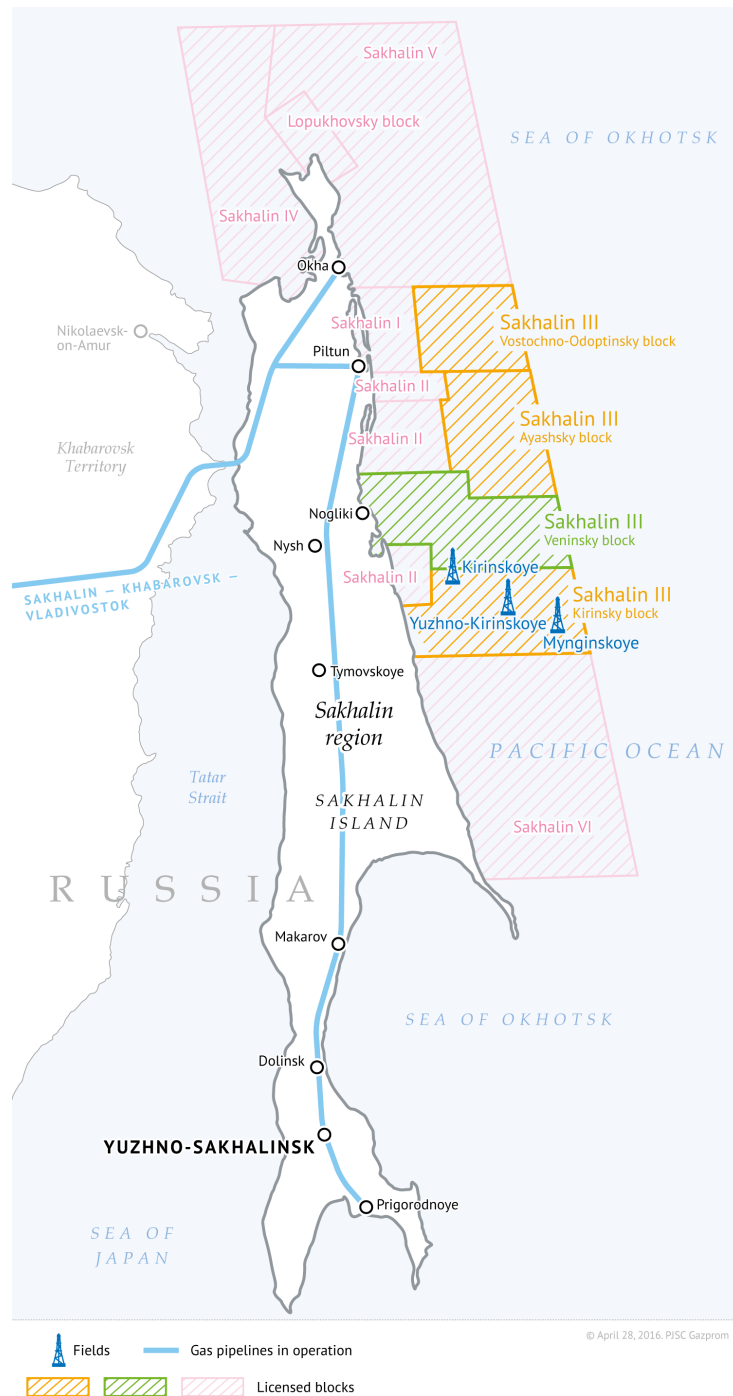 Sakhalin V
Lopukhovsky block
SEA OF OKHOTSK
Sakhalin IV
Okha
Sakhalin I
Sakhalin III
Vostochno-Odoptinsky block
Nikolaevsk-
on-Amur
Piltun
Sakhalin II
Sakhalin III
Ayashsky block
Sakhalin II
Khabarovsk
Territory
Nogliki
Sakhalin III
Veninsky block
Nysh
Sakhalin II
Kirinskoye
SAKHALIN – KHABAROVSK –
VLADIVOSTOK
Sakhalin III
Kirinsky block
Yuzhno-Kirinskoye
Mynginskoye
Tymovskoye
Sakhalin
region
PACIFIC OCEAN
Tatar
Strait
SAKHALIN
ISLAND
Sakhalin VI
RUSSIA
Makarov
SEA OF OKHOTSK
Dolinsk
YUZHNO-SAKHALINSK
Prigorodnoye
SEA OF
JAPAN
© April 28, 2016. PJSC Gazprom
Fields
Gas pipelines in operation
Licensed blocks